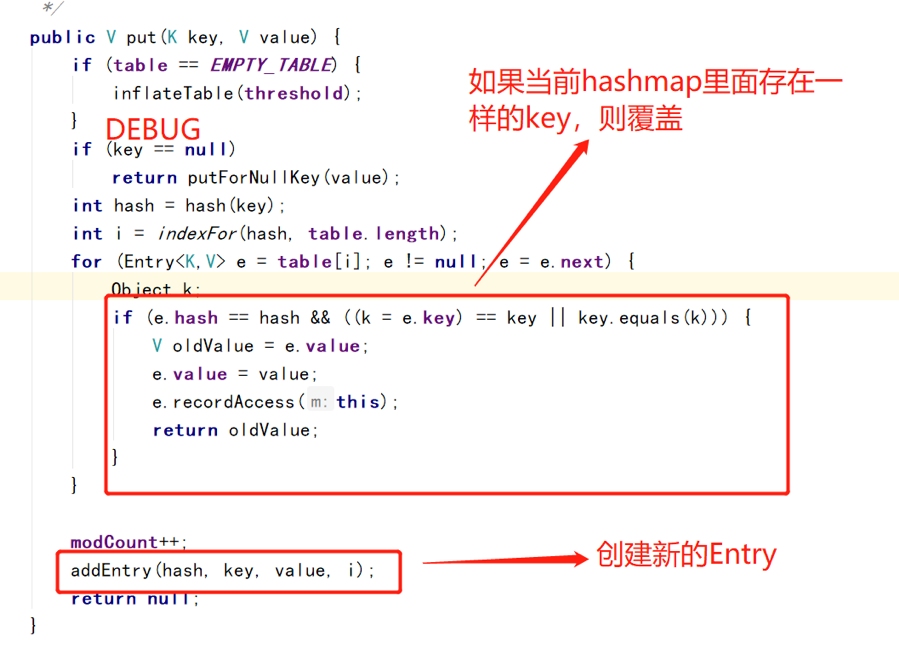 */
public V put(K key, V value) {
if (table == EMPTY_TABLE) {
inflateTable(threshold);
}
DEBUG
如果当前hashmap里面存在一
样的key，则覆盖
if (key == null)
return putForNullKey(value);
int hash = hash(key);
int i = indexFor(hash, table.length);
for (Entry<K,V> e = table[i]; e != null; e = e.next) {
Object k;
if (e.hash == hash && ((k = e.key) == key || key.equals(k))) {
V oldValue = e.value;
e.value = value;
e.recordAccess( m: this);
return oldValue;
}
}
modCount++;
addEntry(hash, key, value, i);
创建新的Entry
return null;
}